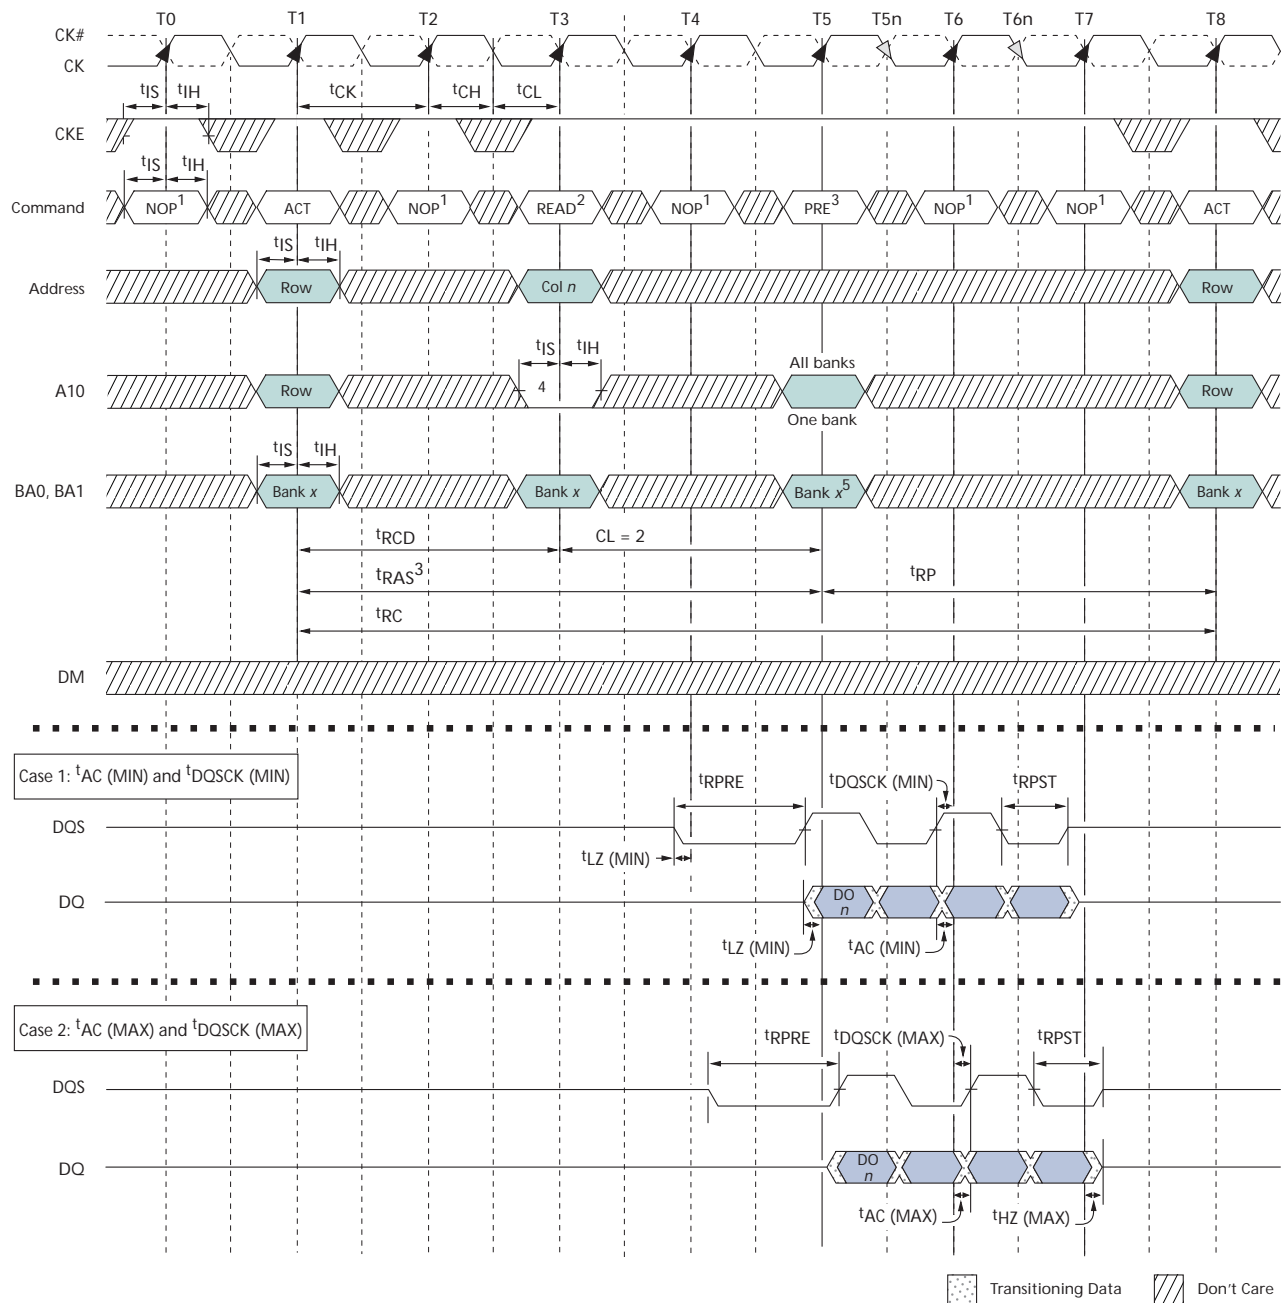 T0 T1 T2 T3 T4 T5 T5n T6 T6n T7 T8
CK#
CK
tIS tIH tCK tCH tCL
CKE
tIS tIH
Command NOP1 ACT NOP1 READ2 NOP1 PRE3 NOP1 NOP1 ACT
tIS tIH
Address Row Col n Row
tIS tIH All banks
A10 Row 4 Row
One bank
tIS tIH
BA0, BA1 Bank x Bank x Bank x5 Bank x
tRCD CL = 2
tRAS3 tRP
tRC
DM
Case 1: tAC (MIN) and tDQSCK (MIN)
tRPRE tDQSCK (MIN) tRPST
DQS
tLZ (MIN)
DQ DO
n
tLZ (MIN) tAC (MIN)
Case 2: tAC (MAX) and tDQSCK (MAX)
tRPRE tDQSCK (MAX) tRPST
DQS
DQ DO
n
tAC (MAX) tHZ (MAX)
Transitioning Data Don't Care